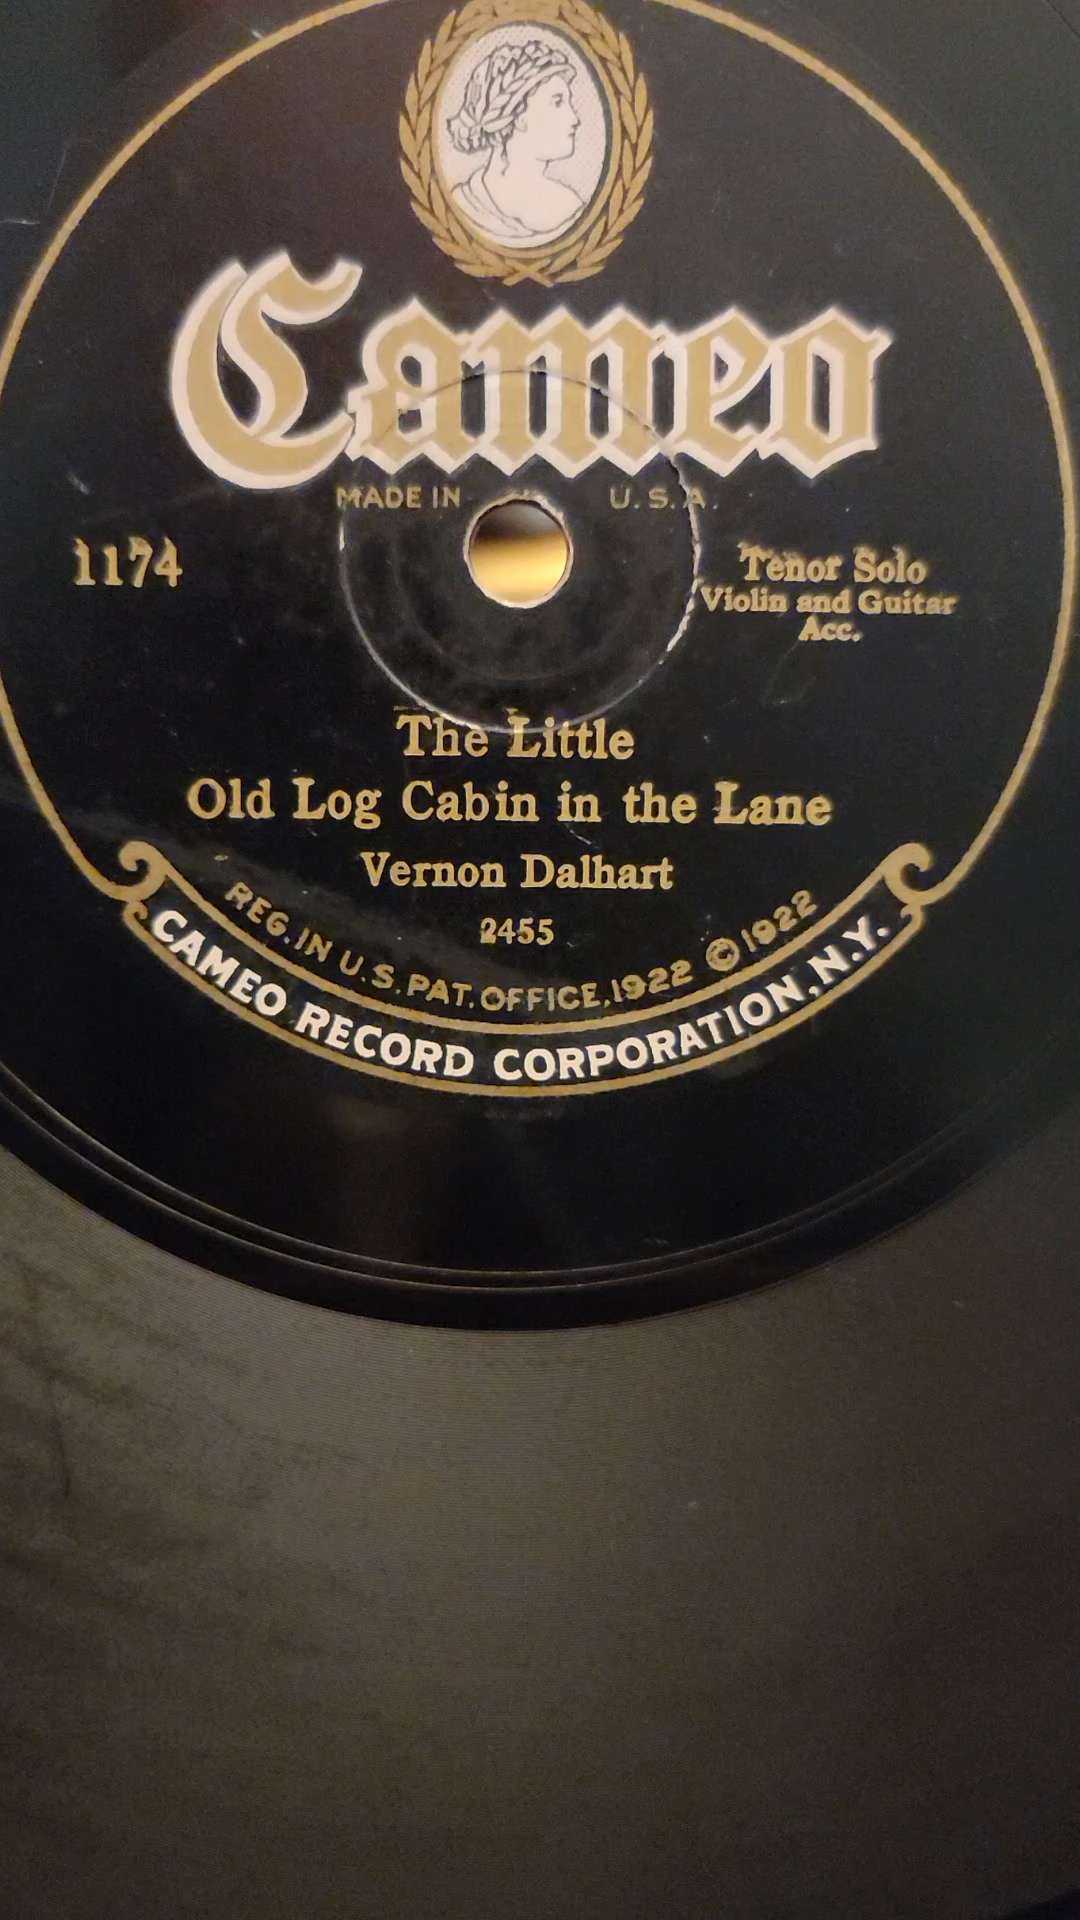 Cameo
MADE IN U.S.A.
1174
Tenor Solo
Violin and Guitar
Acc.
The Little
Old Log Cabin in the Lane
Vernon Dalhart
2455
REG. IN U.S. PAT. OFFICE. 1922 © 1922
CAMEO RECORD CORPORATION, N.Y.